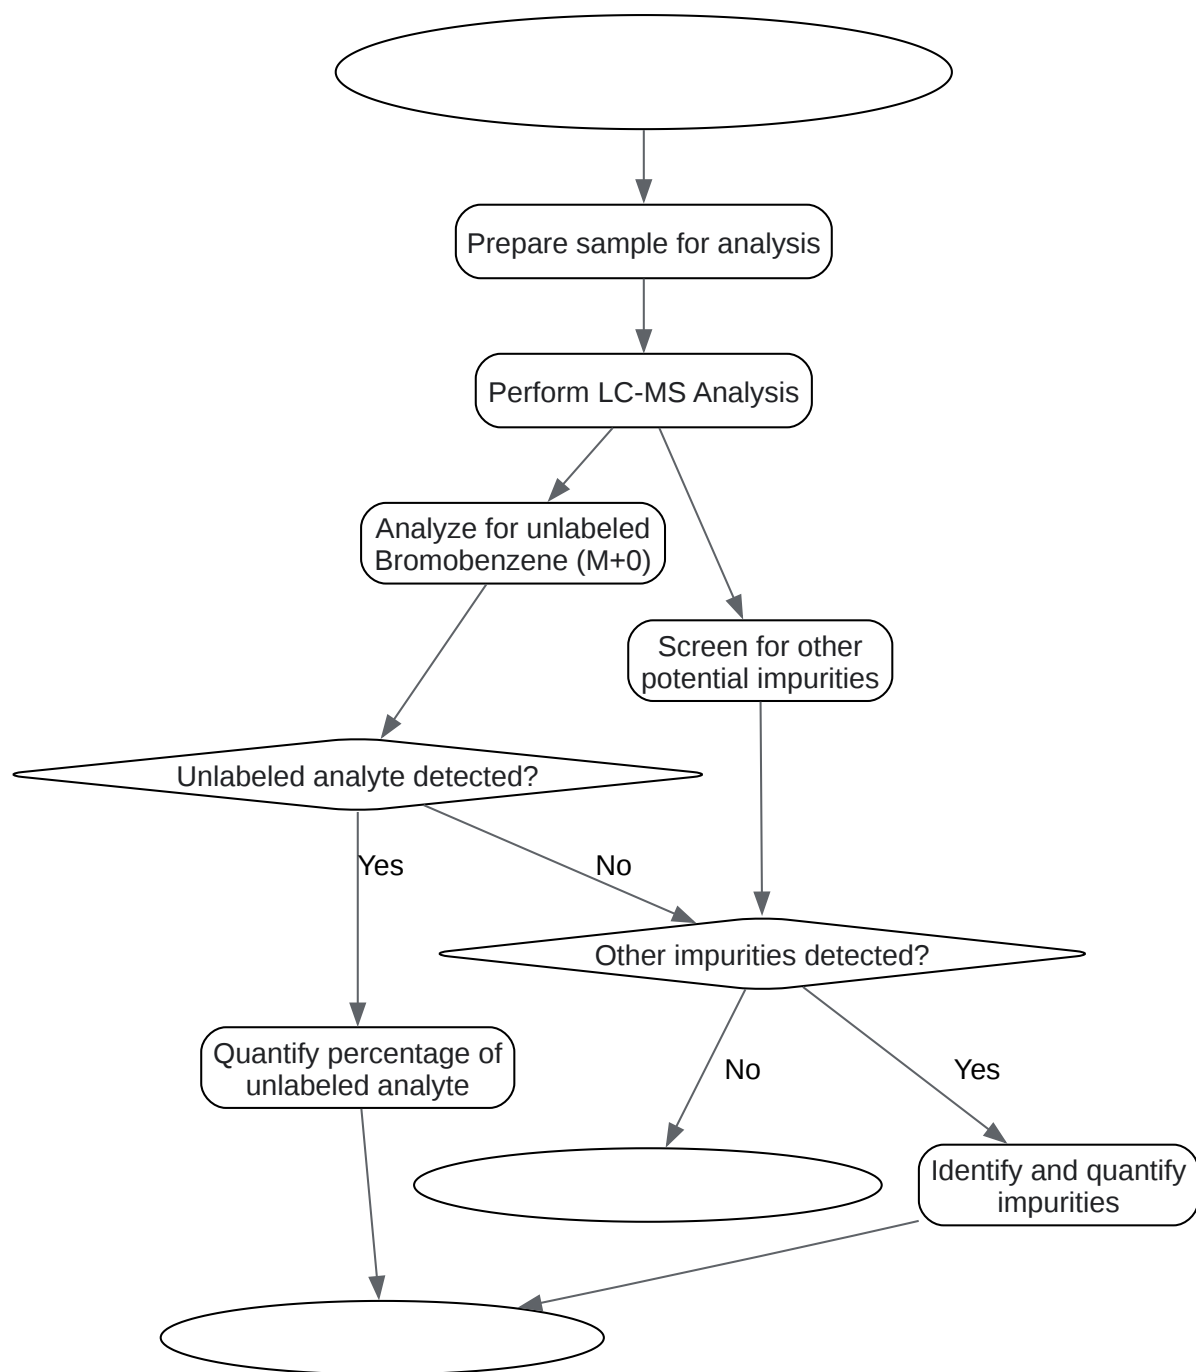 Prepare sample for analysis
Perform LC-MS Analysis
Analyze for unlabeled
Bromobenzene (M+0)
Screen for other
potential impurities
Unlabeled analyte detected?
Yes
No
Other impurities detected?
Quantify percentage of
unlabeled analyte
No
Yes
Identify and quantify
impurities